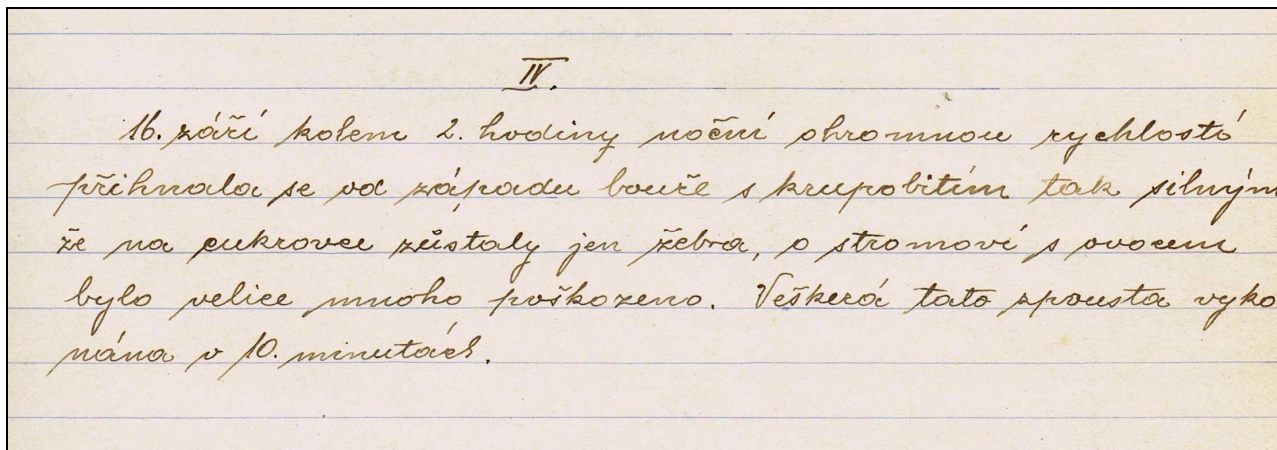 IV.
16. září kolem 2. hodiny noční ohromnou rychlostí
přihnala se od západu bouře s krupobitím tak silným
že na cukrovce zůstaly jen žebra, o stromoví s ovocem
bylo velice mnoho poškozeno. Veškerá tato spousta vyko
nána v 10. minutách.